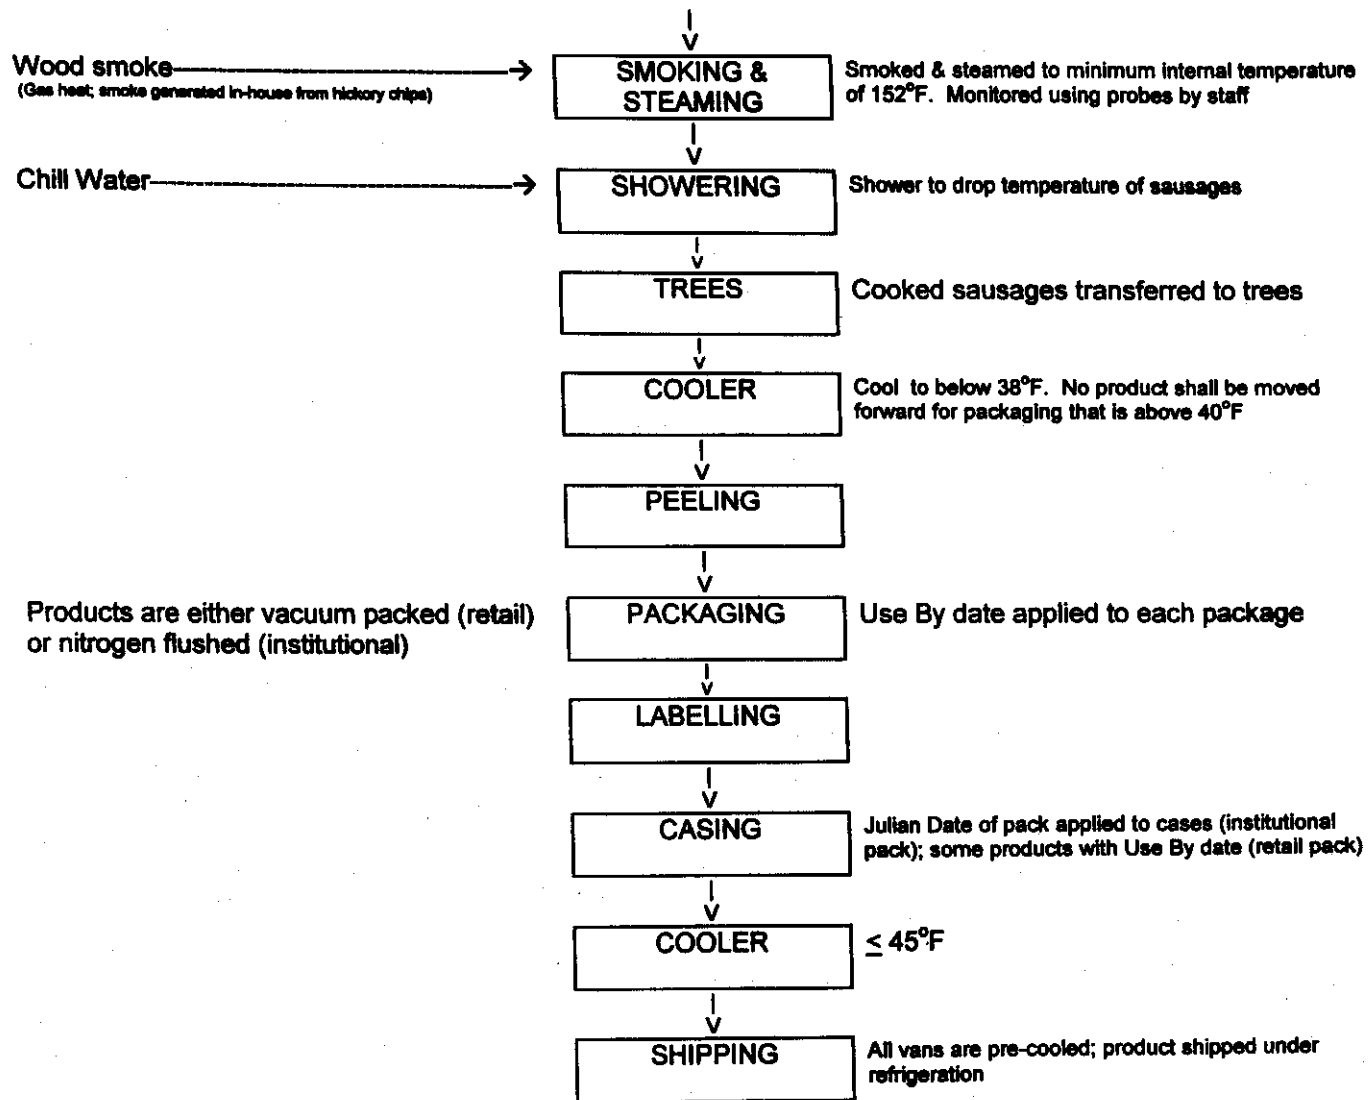 Wood smoke
(Gas heat; smoke generated in-house from hickory chips)
SMOKING &
STEAMING
Smoked & steamed to minimum internal temperature
of 152°F. Monitored using probes by staff
Chill Water
SHOWERING
Shower to drop temperature of sausages
TREES
Cooked sausages transferred to trees
COOLER
Cool to below 38°F. No product shall be moved
forward for packaging that is above 40°F
PEELING
Products are either vacuum packed (retail)
or nitrogen flushed (institutional)
PACKAGING
Use By date applied to each package
LABELLING
CASING
Julian Date of pack applied to cases (institutional
pack); some products with Use By date (retail pack)
COOLER
≤ 45°F
SHIPPING
All vans are pre-cooled; product shipped under
refrigeration